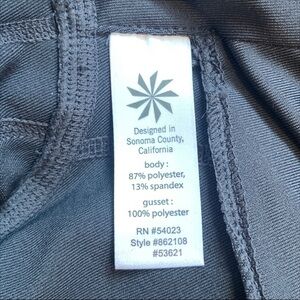 Designed in
Sonoma County,
California
body :
87% polyester,
13% spandex
gusset :
100% polyester
RN #54023
Style #862108
#53621